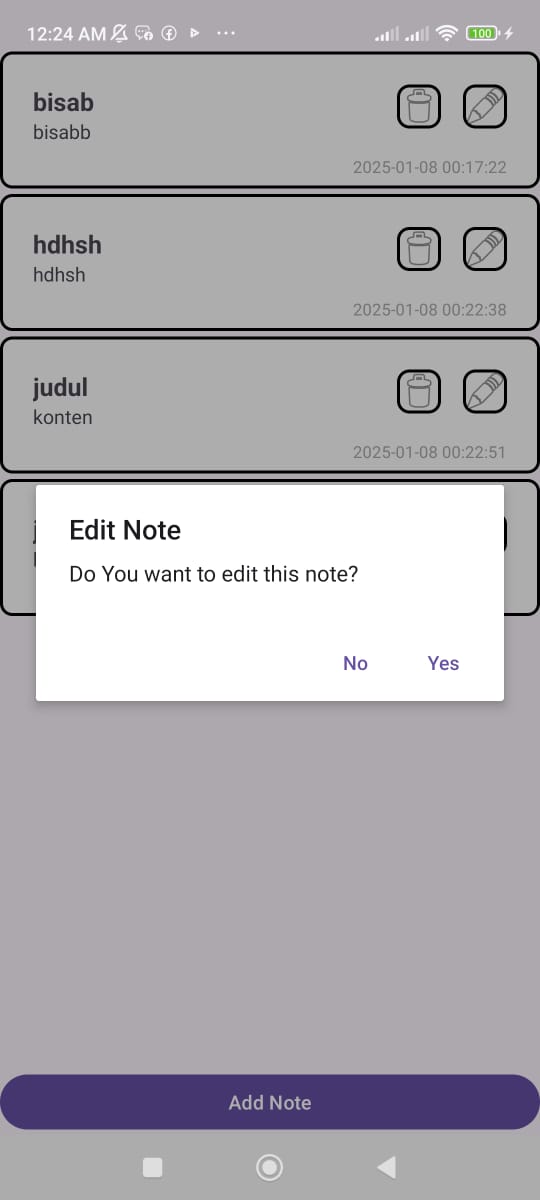 12:24 AM
100
bisab
bisabb
2025-01-08 00:17:22
hdhsh
hdhsh
2025-01-08 00:22:38
judul
konten
2025-01-08 00:22:51
Edit Note
Do You want to edit this note?
No
Yes
Add Note